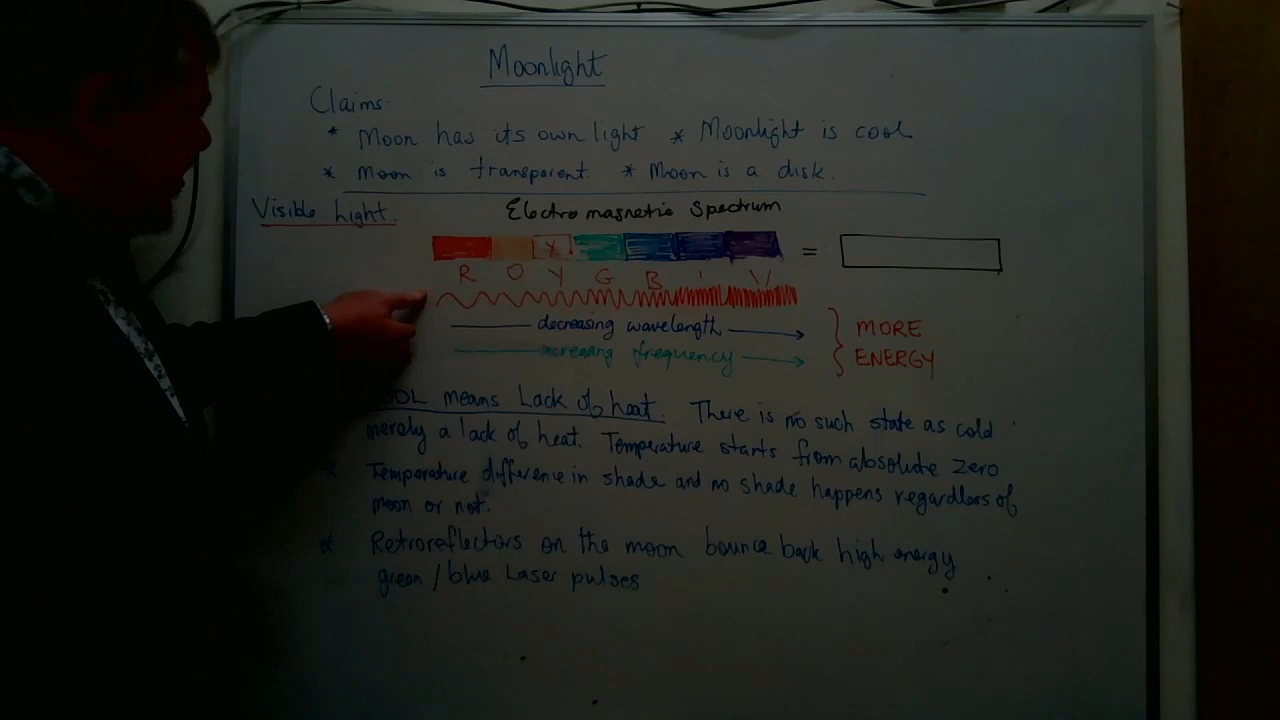 Moonlight
Claims:
* Moon has its own light * Moonlight is cool
* Moon is transparent. * Moon is a disk.
Visible Light.
Electromagnetic Spectrum
Y =
R O Y G B I V
decreasing wavelength
increasing frequency
MORE
ENERGY
OOL means Lack of heat. There is no such state as cold
merely a lack of heat. Temperature starts from absolute zero
* Temperature difference in shade and no shade happens regardless of
moon or not.
* Retroreflectors on the moon bounce back high energy
green/blue Laser pulses